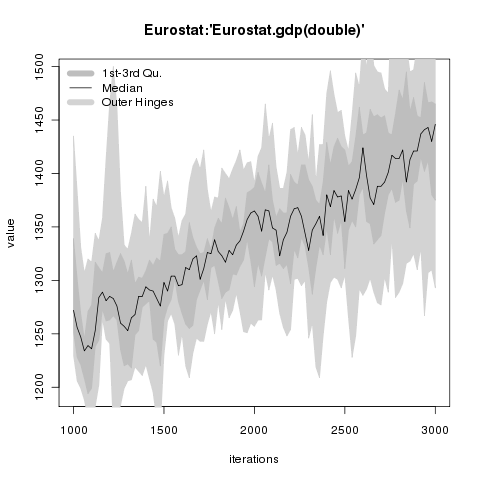 Eurostat:'Eurostat.gdp(double)'
1st-3rd Qu.
Median
Outer Hinges
value
1500
1450
1400
1350
1300
1250
1200
1000 1500 2000 2500 3000
iterations